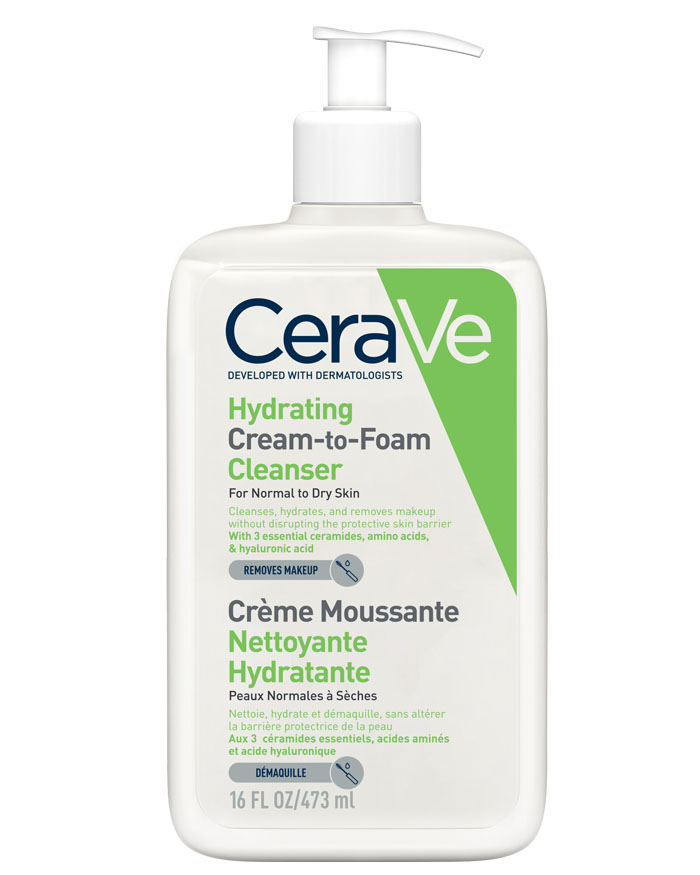 CeraVe
DEVELOPED WITH DERMATOLOGISTS
Hydrating
Cream-to-Foam
Cleanser
For Normal to Dry Skin
Cleanses, hydrates, and removes makeup
without disrupting the protective skin barrier
With 3 essential ceramides, amino acids,
& hyaluronic acid
REMOVES MAKEUP
Crème Moussante
Nettoyante
Hydratante
Peaux Normales à Sèches
Nettoie, hydrate et démaquille, sans altérer
la barrière protectrice de la peau
Aux 3 céramides essentiels, acides aminés
et acide hyaluronique
DÉMAQUILLE
16 FL OZ/473 ml